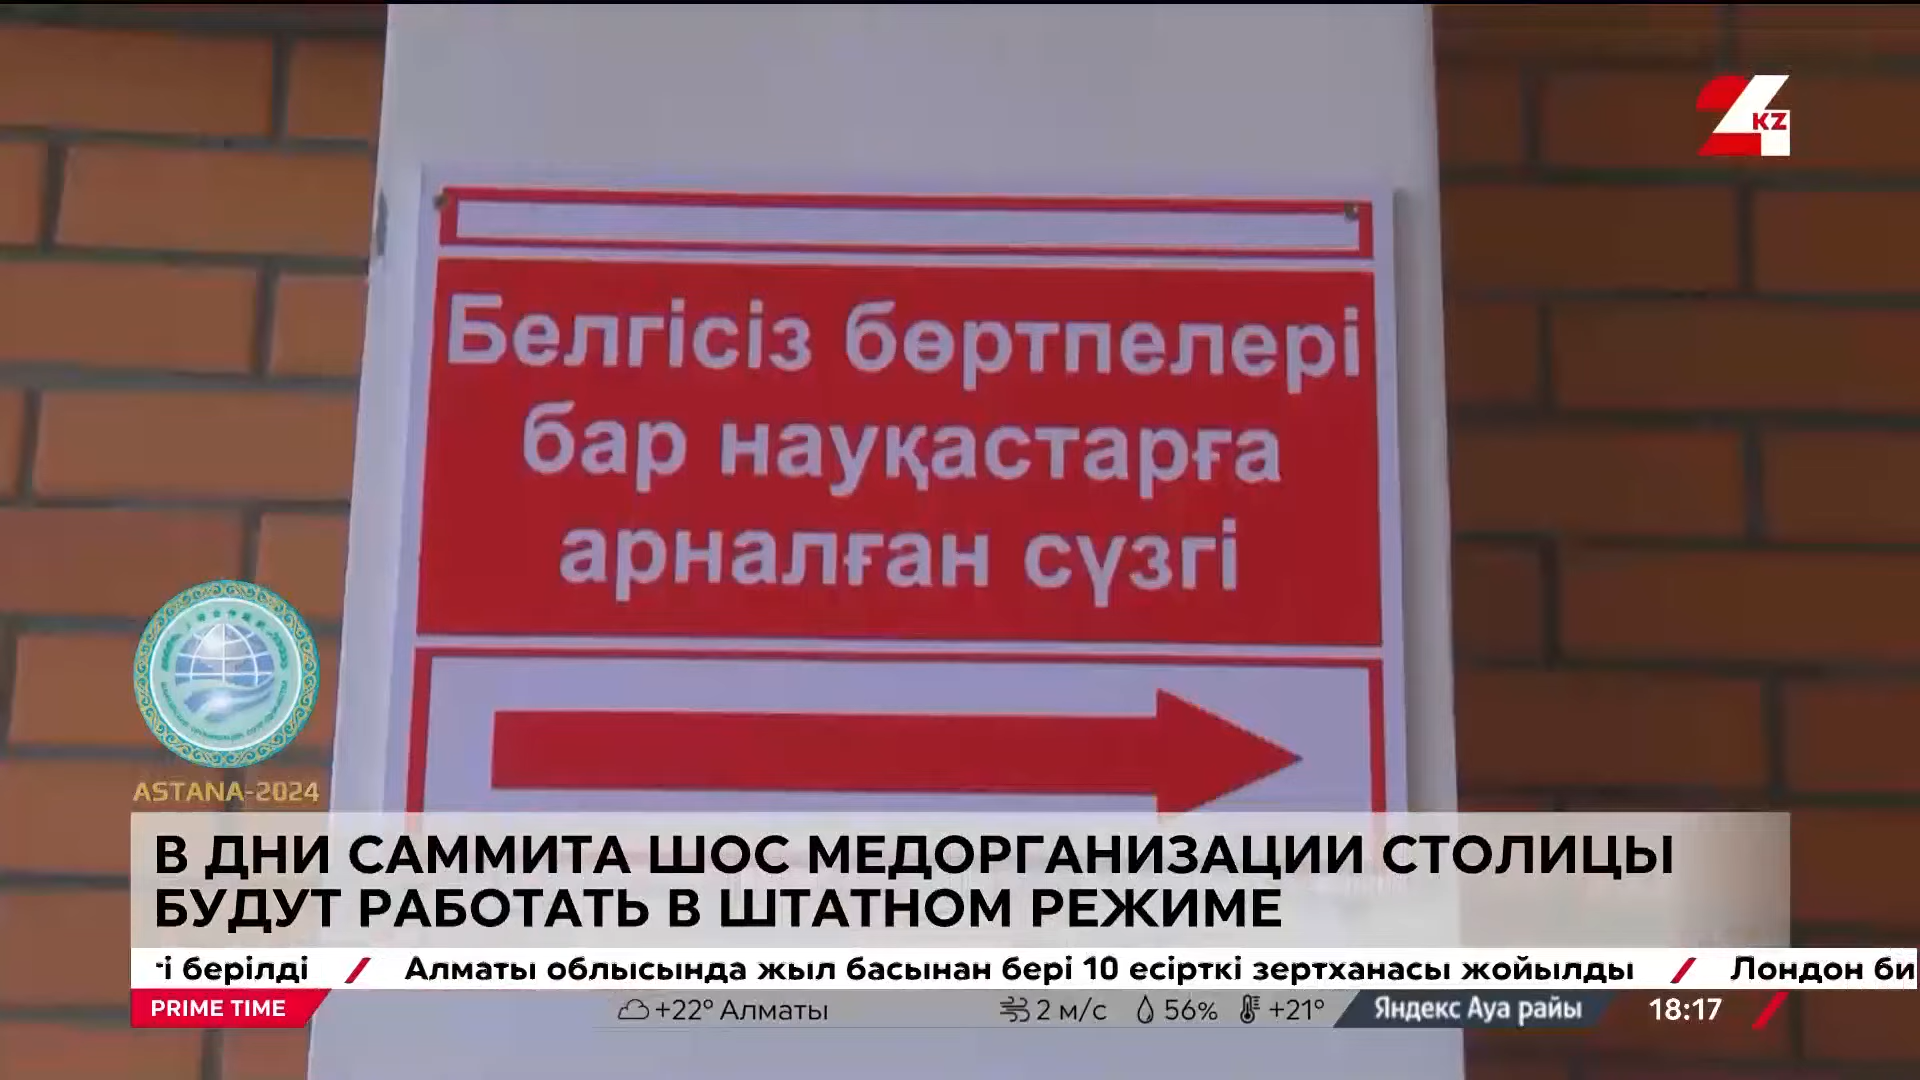 24
KZ
Белгісіз бөртпелері
бар науқастарға
арналған сүзгі
ASTANA-2024
В ДНИ САММИТА ШОС МЕДОРГАНИЗАЦИИ СТОЛИЦЫ
БУДУТ РАБОТАТЬ В ШТАТНОМ РЕЖИМЕ
і берілді / Алматы облысында жыл басынан бері 10 есірткі зертханасы жойылды / Лондон би
PRIME TIME +22° Алматы 2 м/с 56% +21° Яндекс Ауа райы 18:17